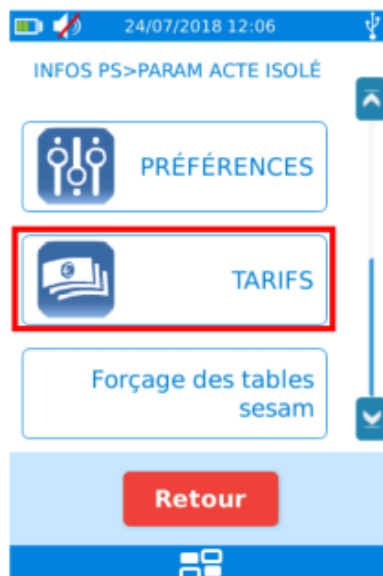 24/07/2018 12:06
INFOS PS>PARAM ACTE ISOLÉ
PRÉFÉRENCES
TARIFS
Forçage des tables
sesam
Retour